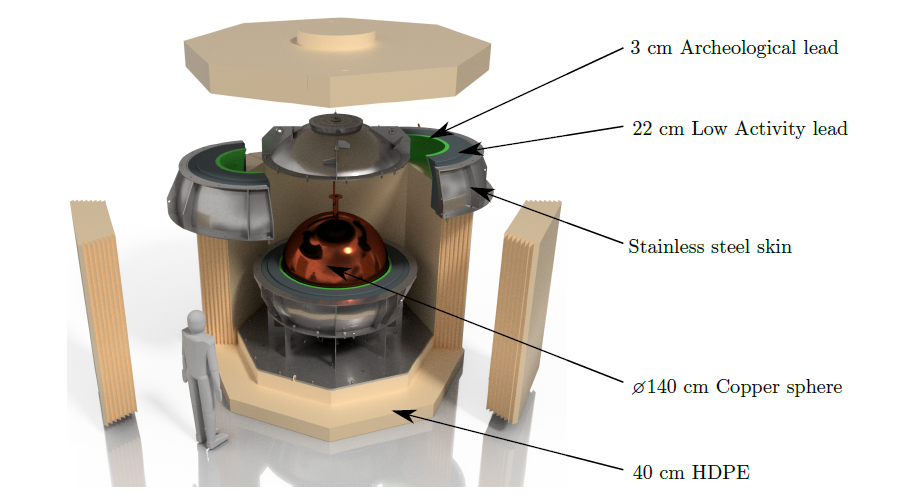 3 cm Archeological lead
22 cm Low Activity lead
Stainless steel skin
⌀140 cm Copper sphere
40 cm HDPE